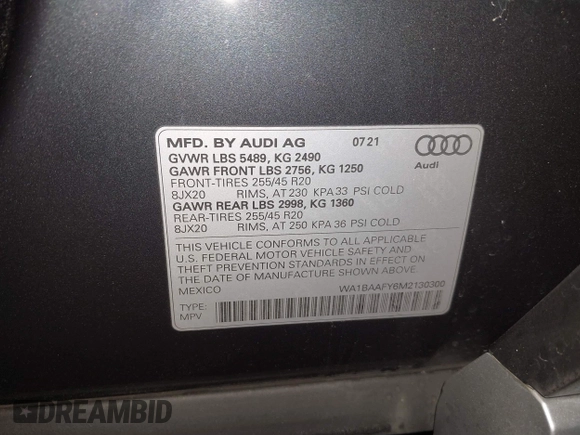 MFD. BY AUDI AG 07 21
GVWR LBS 5489, KG 2490
GAWR FRONT LBS 2756, KG 1250
FRONT-TIRES 255/45 R20
8JX20 RIMS, AT 230 KPA 33 PSI COLD
GAWR REAR LBS 2998, KG 1360
REAR-TIRES 255/45 R20
8JX20 RIMS, AT 250 KPA 36 PSI COLD
Audi
THIS VEHICLE CONFORMS TO ALL APPLICABLE
U.S. FEDERAL MOTOR VEHICLE SAFETY AND
THEFT PREVENTION STANDARDS IN EFFECT ON
THE DATE OF MANUFACTURE SHOWN ABOVE.
MEXICO WA1BAAFY6M2130300
TYPE:
MPV
DREAMBID